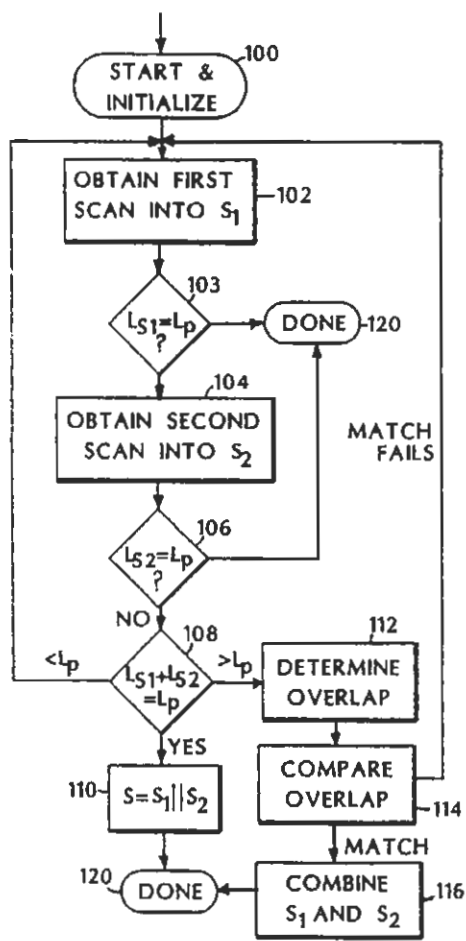 START &
INITIALIZE
100
OBTAIN FIRST
SCAN INTO S1
102
103
LS1=Lp
?
DONE
120
104
OBTAIN SECOND
SCAN INTO S2
MATCH
FAILS
106
LS2=Lp
?
NO
108
<Lp
LS1+LS2
=Lp
>Lp
112
DETERMINE
OVERLAP
YES
110
S=S1||S2
COMPARE
OVERLAP
114
MATCH
120
DONE
COMBINE
S1 AND S2
116